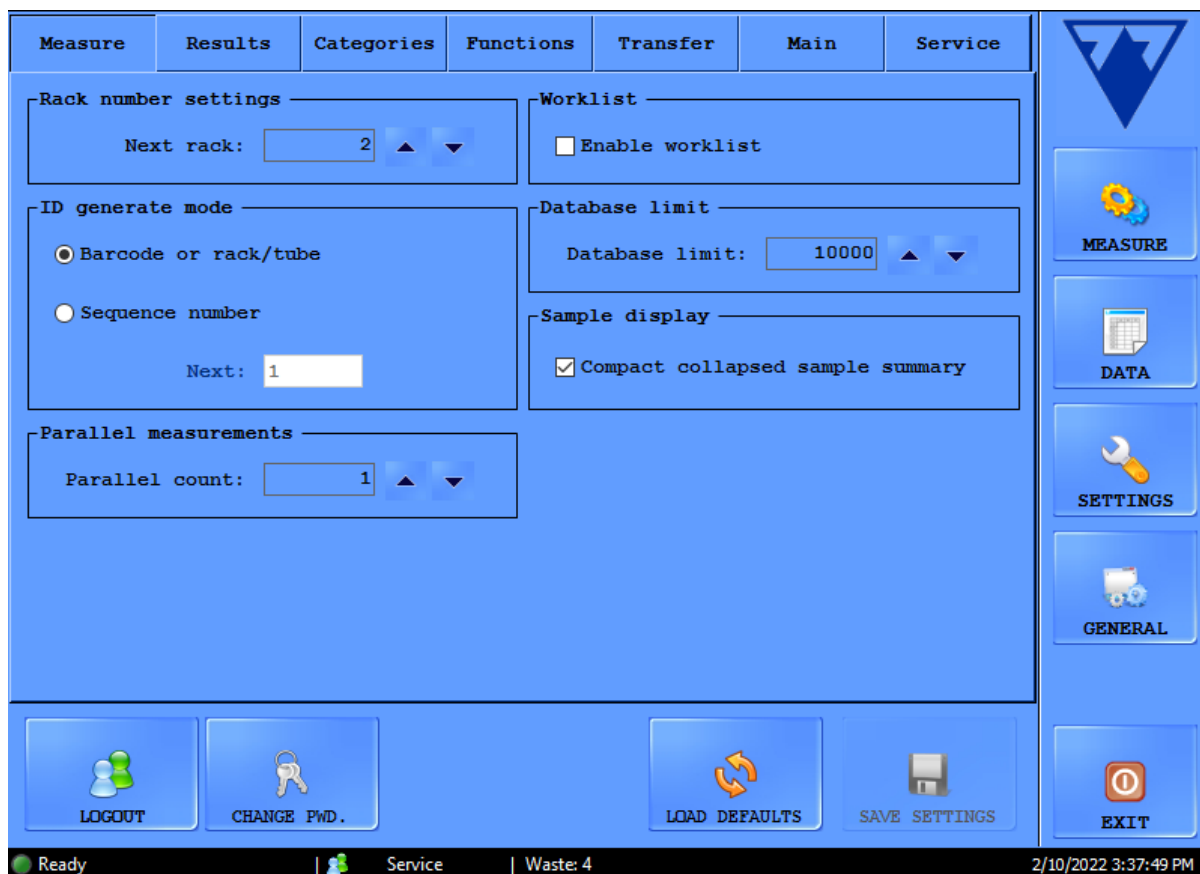 Measure Results Categories Functions Transfer Main Service
Rack number settings
Next rack: 2
Worklist
Enable worklist
ID generate mode
Barcode or rack/tube
Sequence number
Next: 1
Database limit
Database limit: 10000
Sample display
Compact collapsed sample summary
Parallel measurements
Parallel count: 1
MEASURE
DATA
SETTINGS
GENERAL
LOGOUT
CHANGE PWD.
LOAD DEFAULTS
SAVE SETTINGS
EXIT
Ready | Service | Waste: 4 2/10/2022 3:37:49 PM